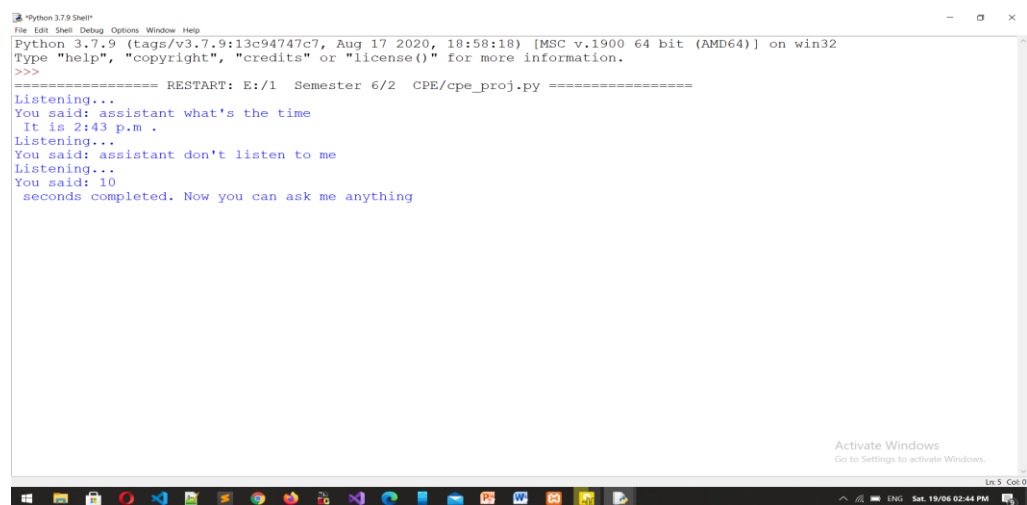 *Python 3.7.9 Shell*
File Edit Shell Debug Options Window Help
Python 3.7.9 (tags/v3.7.9:13c94747c7, Aug 17 2020, 18:58:18) [MSC v.1900 64 bit (AMD64)] on win32
Type "help", "copyright", "credits" or "license()" for more information.
>>>
================= RESTART: E:/1  Semester 6/2  CPE/cpe_proj.py =================
Listening...
You said: assistant what's the time
 It is 2:43 p.m .
Listening...
You said: assistant don't listen to me
Listening...
You said: 10
 seconds completed. Now you can ask me anything
Activate Windows
Go to Settings to activate Windows.
Ln: 5 Col: 0
ENG Sat. 19/06 02:44 PM